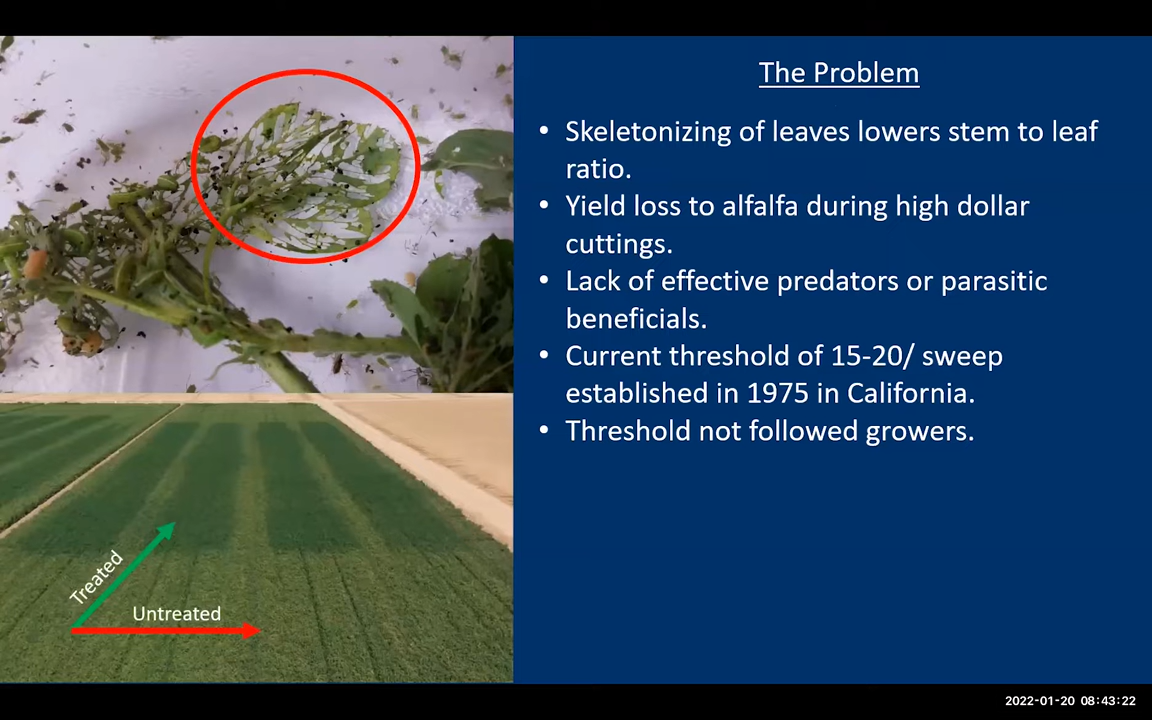 The Problem
• Skeletonizing of leaves lowers stem to leaf
ratio.
• Yield loss to alfalfa during high dollar
cuttings.
• Lack of effective predators or parasitic
beneficials.
• Current threshold of 15-20/ sweep
established in 1975 in California.
• Threshold not followed growers.
Treated
Untreated
2022-01-20 08:43:22